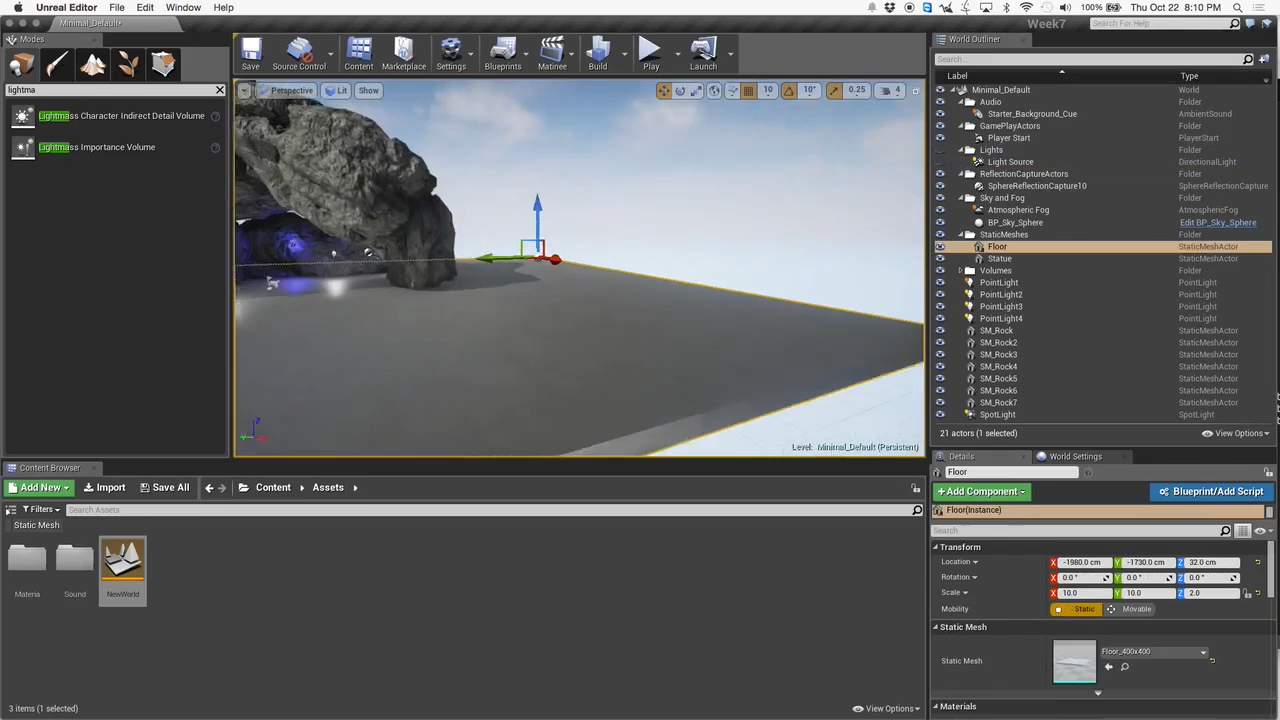 Unreal Editor File Edit Window Help 100% Thu Oct 22 8:10 PM
Minimal_Default* Week7 Search For Help
Modes
lightma
Lightmass Character Indirect Detail Volume
Lightmass Importance Volume
Save Source Control Content Marketplace Settings Blueprints Matinee Build Play Launch
Perspective Lit Show 10 10° 0.25 4
Level: Minimal_Default (Persistent)
World Outliner
Search...
Label Type
Minimal_Default World
Audio Folder
Starter_Background_Cue AmbientSound
GamePlayActors Folder
Player Start PlayerStart
Lights Folder
Light Source DirectionalLight
ReflectionCaptureActors Folder
SphereReflectionCapture10 SphereReflectionCapture
Sky and Fog Folder
Atmospheric Fog AtmosphericFog
BP_Sky_Sphere Edit BP_Sky_Sphere
StaticMeshes Folder
Floor StaticMeshActor
Statue StaticMeshActor
Volumes Folder
PointLight PointLight
PointLight2 PointLight
PointLight3 PointLight
PointLight4 PointLight
SM_Rock StaticMeshActor
SM_Rock2 StaticMeshActor
SM_Rock3 StaticMeshActor
SM_Rock4 StaticMeshActor
SM_Rock5 StaticMeshActor
SM_Rock6 StaticMeshActor
SM_Rock7 StaticMeshActor
SpotLight SpotLight
21 actors (1 selected) View Options
Content Browser
Add New Import Save All Content Assets
Filters Search Assets
Static Mesh
Materia Sound NewWorld
3 items (1 selected) View Options
Details World Settings
Floor
+Add Component Blueprint/Add Script
Floor(Instance)
Search
Transform
Location X -1980.0 cm Y -1730.0 cm Z 32.0 cm
Rotation X 0.0 ° Y 0.0 ° Z 0.0 °
Scale X 10.0 Y 10.0 Z 2.0
Mobility Static Movable
Static Mesh
Static Mesh Floor_400x400
Materials